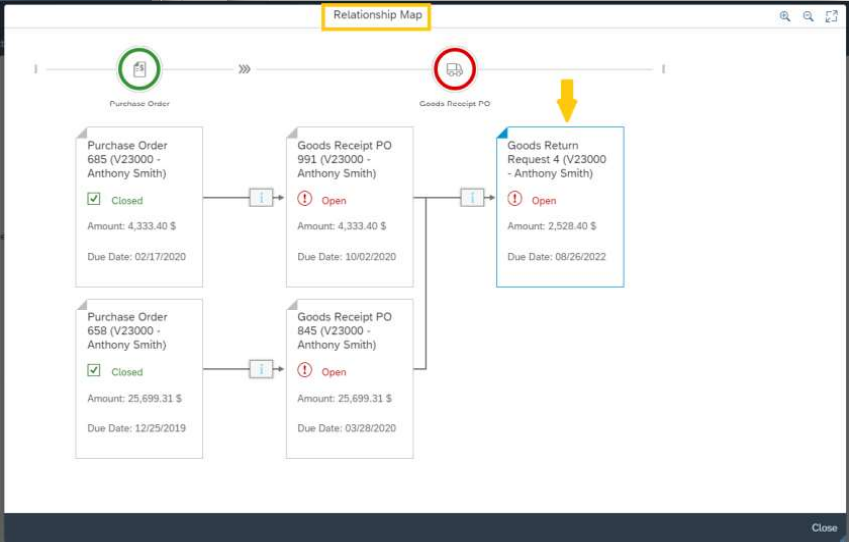 Relationship Map
Purchase Order
Goods Receipt PO
Purchase Order
685 (V23000 -
Anthony Smith)
Closed
Amount: 4,333.40 $
Due Date: 02/17/2020
Goods Receipt PO
991 (V23000 -
Anthony Smith)
Open
Amount: 4,333.40 $
Due Date: 10/02/2020
Goods Return
Request 4 (V23000
- Anthony Smith)
Open
Amount: 2,528.40 $
Due Date: 08/26/2022
Purchase Order
658 (V23000 -
Anthony Smith)
Closed
Amount: 25,699.31 $
Due Date: 12/25/2019
Goods Receipt PO
845 (V23000 -
Anthony Smith)
Open
Amount: 25,699.31 $
Due Date: 03/28/2020
Close